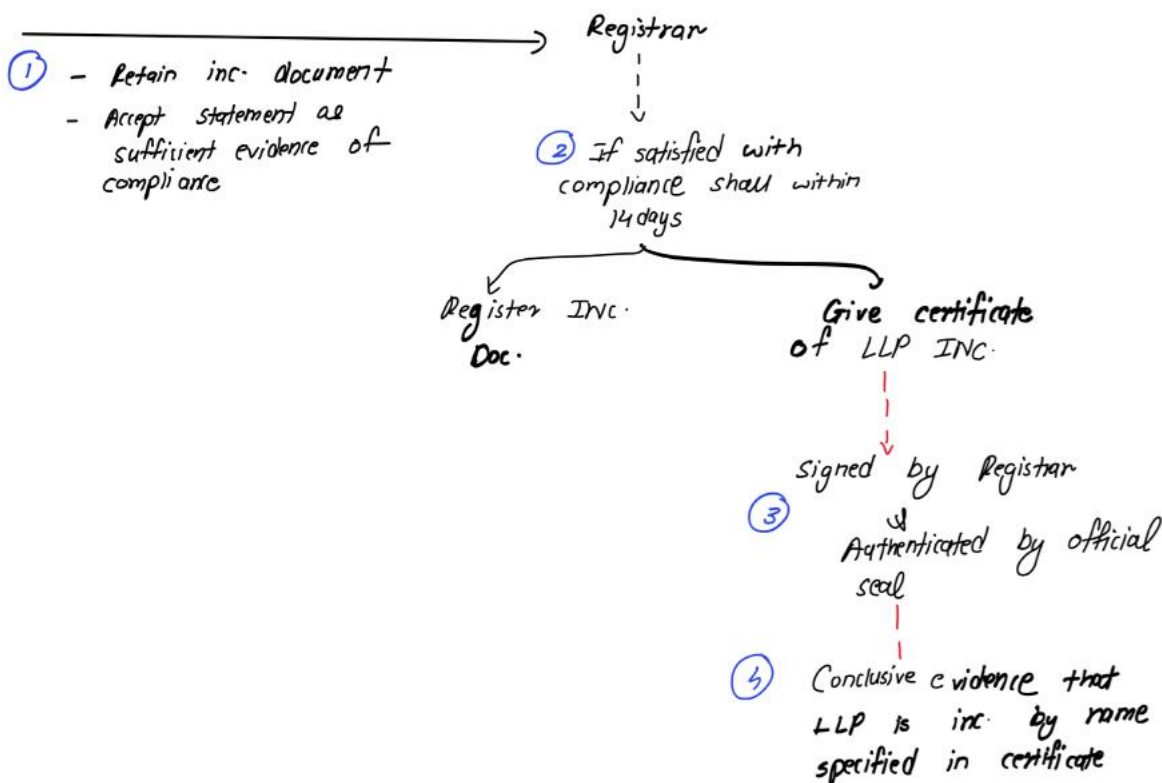 Registrar
1 - Retain inc. document
- Accept statement as
sufficient evidence of
compliance
2 If satisfied with
compliance shall within
14 days
Register INC.
Doc.
Give certificate
of LLP INC.
Signed by Registrar
3
Authenticated by official
seal
4 Conclusive evidence that
LLP is inc. by name
specified in certificate